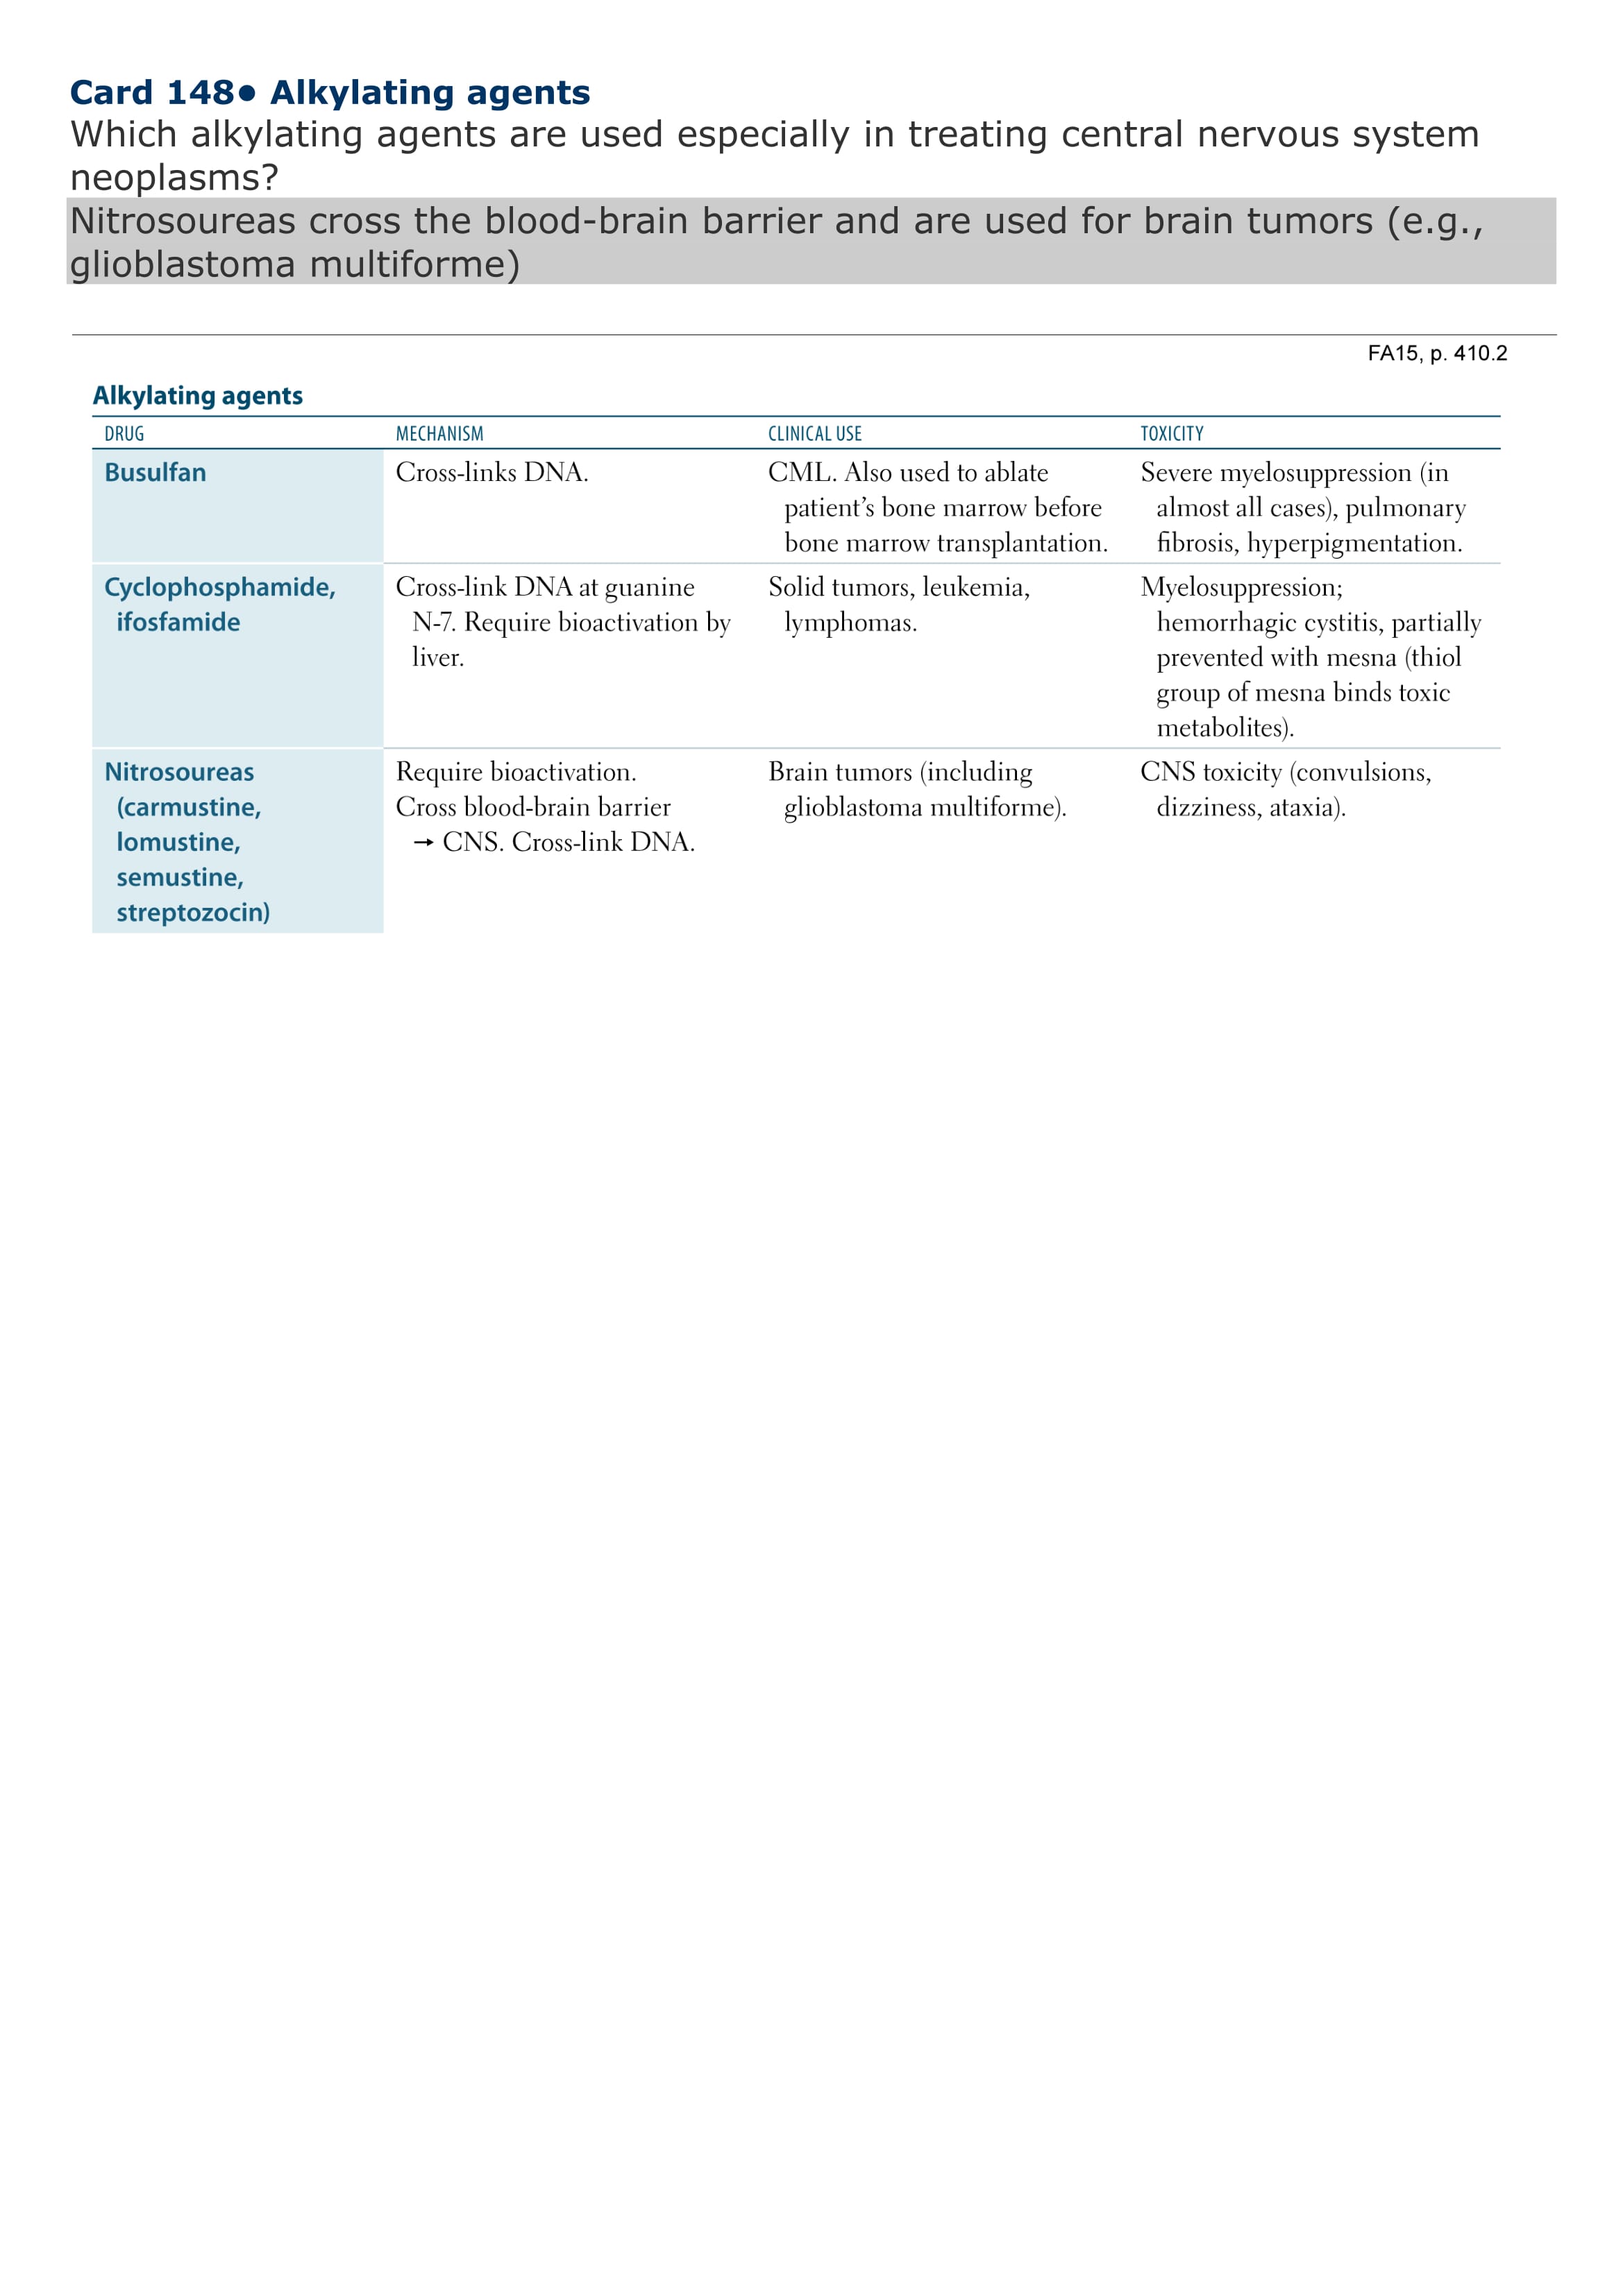 Card 148• Alkylating agents
Which alkylating agents are used especially in treating central nervous system
neoplasms?
Nitrosoureas cross the blood-brain barrier and are used for brain tumors (e.g.,
glioblastoma multiforme)
FA15, p. 410.2
Alkylating agents
DRUG MECHANISM CLINICAL USE TOXICITY
Busulfan Cross-links DNA. CML. Also used to ablate Severe myelosuppression (in
patient’s bone marrow before almost all cases), pulmonary
bone marrow transplantation. fibrosis, hyperpigmentation.
Cyclophosphamide, Cross-link DNA at guanine Solid tumors, leukemia, Myelosuppression;
ifosfamide N-7. Require bioactivation by lymphomas. hemorrhagic cystitis, partially
liver. prevented with mesna (thiol
group of mesna binds toxic
metabolites).
Nitrosoureas Require bioactivation. Brain tumors (including CNS toxicity (convulsions,
(carmustine, Cross blood-brain barrier glioblastoma multiforme). dizziness, ataxia).
lomustine, → CNS. Cross-link DNA.
semustine,
streptozocin)